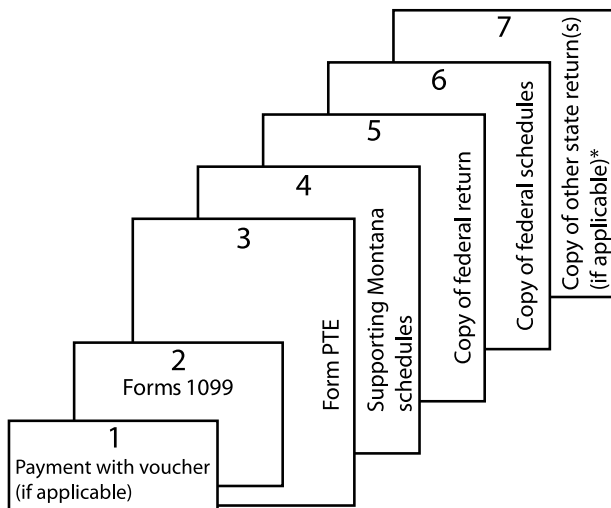 1
Payment with voucher
(if applicable)
2
Forms 1099
3
Form PTE
4
Supporting Montana
schedules
5
Copy of federal return
6
Copy of federal schedules
7
Copy of other state return(s)
(if applicable)*